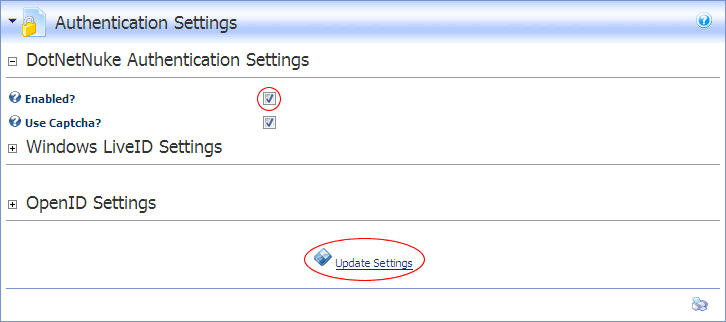 Authentication Settings
DotNetNuke Authentication Settings
Enabled?
Use Captcha?
Windows LiveID Settings
OpenID Settings
Update Settings